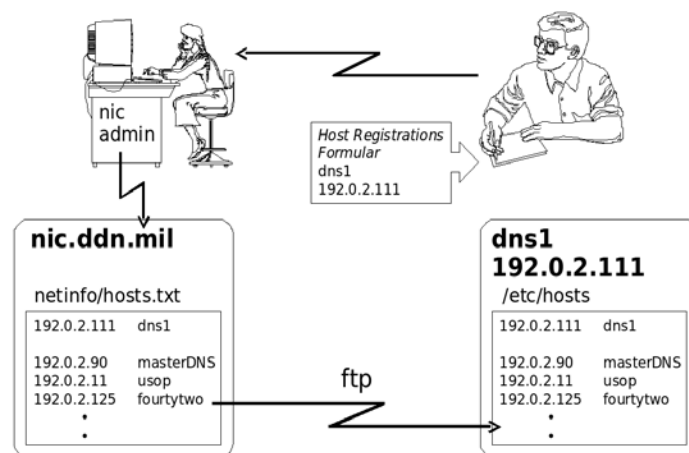 nic
admin
Host Registrations
Formular
dns1
192.0.2.111
nic.ddn.mil
netinfo/hosts.txt
192.0.2.111 dns1
192.0.2.90 masterDNS
192.0.2.11 usop
192.0.2.125 fourtytwo
ftp
dns1
192.0.2.111
/etc/hosts
192.0.2.111 dns1
192.0.2.90 masterDNS
192.0.2.11 usop
192.0.2.125 fourtytwo